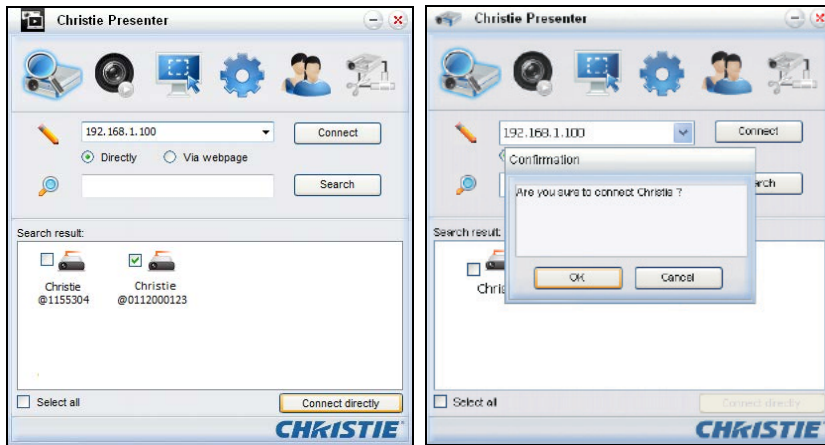 Christie Presenter
192.168.1.100
Connect
Directly
Via webpage
Search
Search result:
Christie
@1155304
Christie
@0112000123
Select all
Connect directly
CHRISTIE
Christie Presenter
192.168.1.100
Connect
Confirmation
Are you sure to connect Christie ?
OK
Cancel
Search result
Select all
Connect directly
CHRISTIE